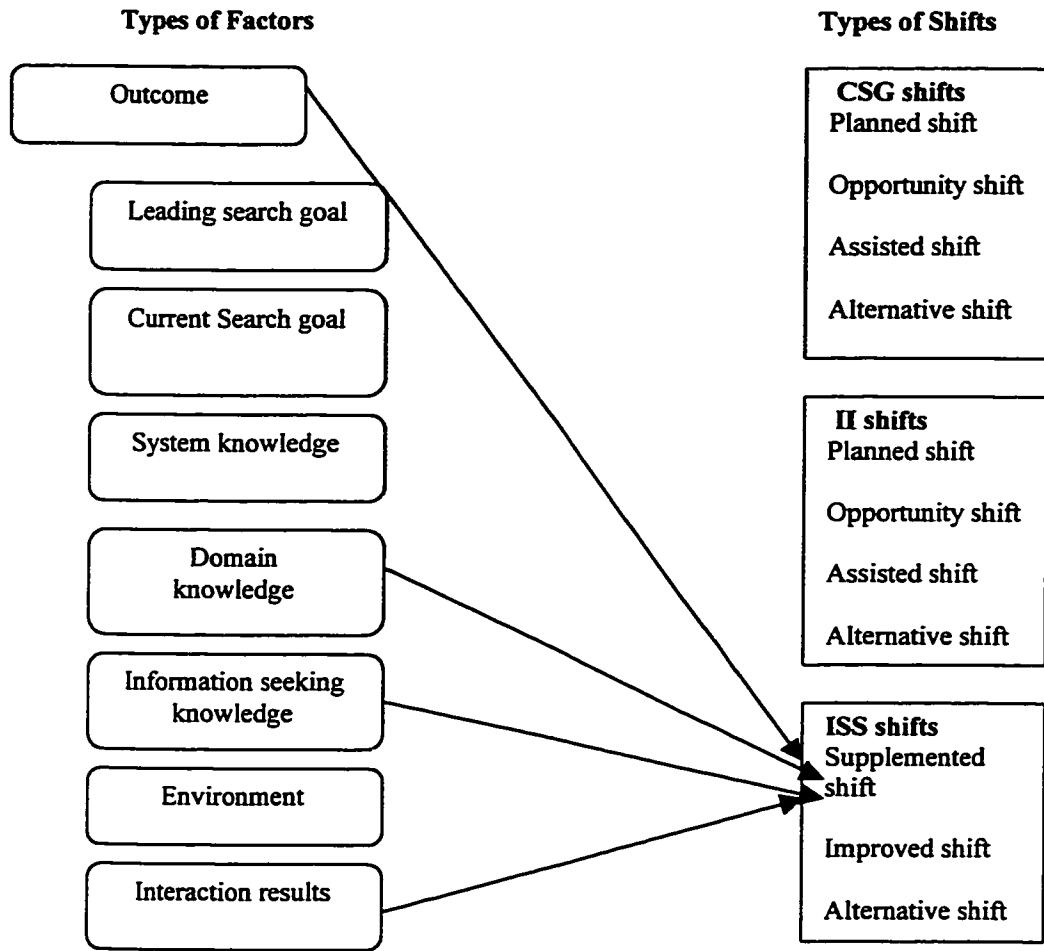 Types of Factors
Outcome
Leading search goal
Current Search goal
System knowledge
Domain
knowledge
Information seeking
knowledge
Environment
Interaction results
Types of Shifts
CSG shifts
Planned shift
Opportunity shift
Assisted shift
Alternative shift
II shifts
Planned shift
Opportunity shift
Assisted shift
Alternative shift
ISS shifts
Supplemented
shift
Improved shift
Alternative shift